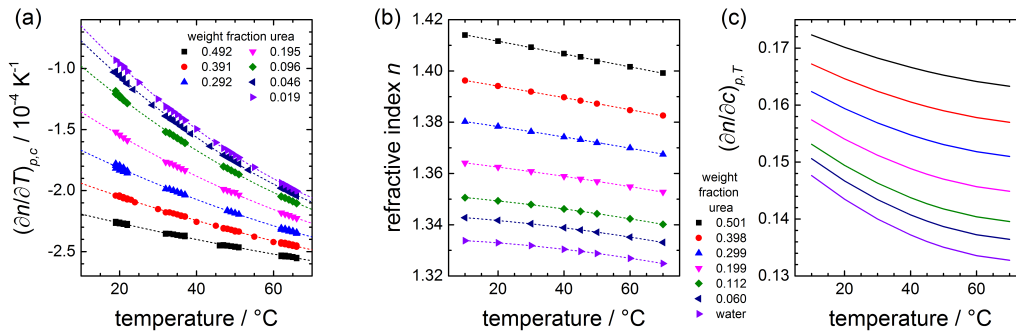 (a)
(∂n/∂T)p,c / 10-4 K-1
-1.0
-1.5
-2.0
-2.5
weight fraction urea
0.492
0.391
0.292
0.195
0.096
0.046
0.019
20
40
60
temperature / °C
(b)
refractive index n
1.42
1.40
1.38
1.36
1.34
1.32
20
40
60
temperature / °C
weight
fraction
urea
0.501
0.398
0.299
0.199
0.112
0.060
water
(c)
(∂n/∂c)p,T
0.17
0.16
0.15
0.14
0.13
20
40
60
temperature / °C